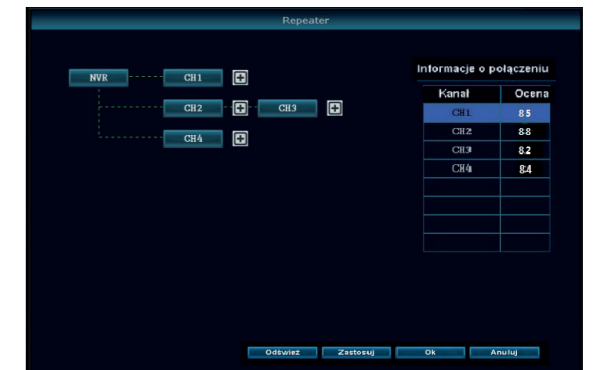 Repeater
NVR CH1
CH2 CH3
CH4
Informacje o połączeniu
Kanał Ocena
CH1 85
CH2 88
CH3 82
CH4 84
Odśwież Zastosuj Ok Anuluj